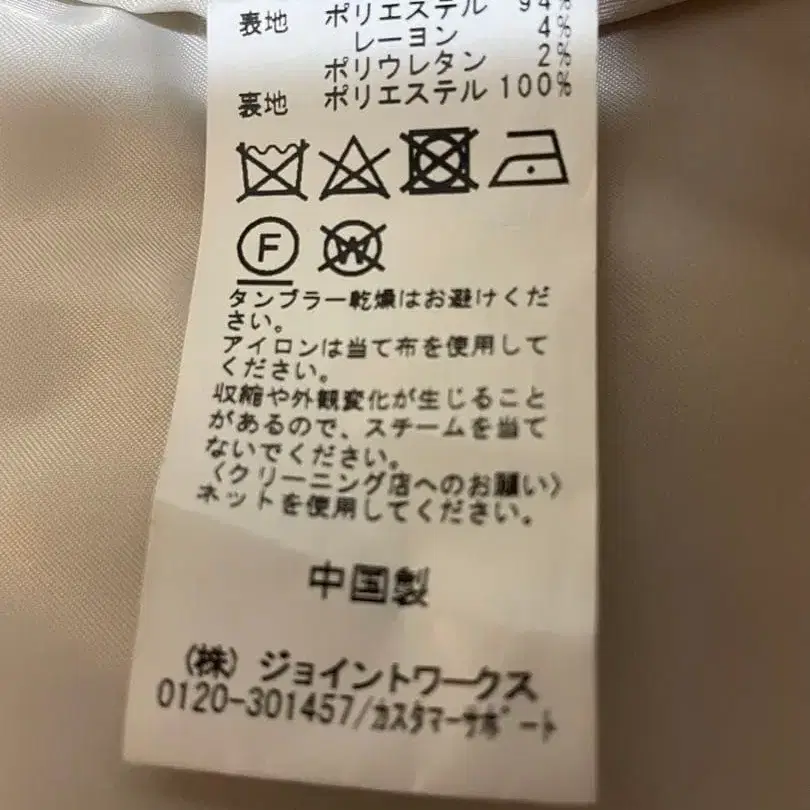 表地 ポリエステル 94%
レーヨン 4%
ポリウレタン 2%
裏地 ポリエステル 100%
F W
タンブラー乾燥はお避けくだ
さい。
アイロンは当て布を使用して
ください。
収縮や外観変化が生じること
があるので、スチームを当て
ないでください。
〈クリーニング店へのお願い〉
ネットを使用してください。
中国製
(株) ジョイントワークス
0120-301457/カスタマーサポート